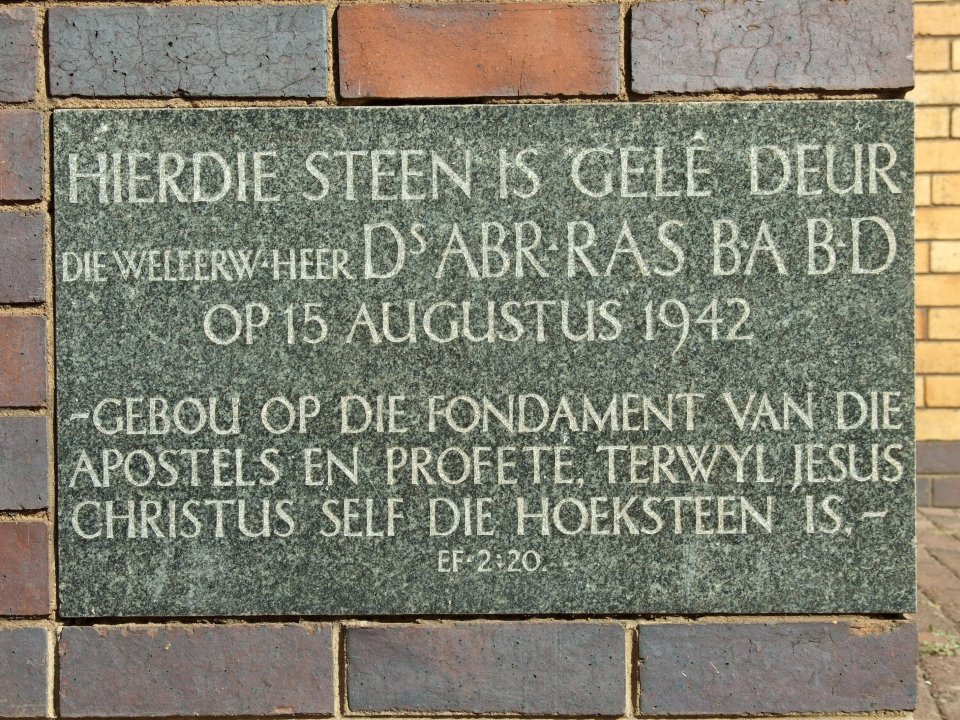 HIERDIE STEEN IS GELÊ DEUR
DIE WELEERW·HEER Ds ABR·RAS B·A B·D
OP 15 AUGUSTUS 1942
-GEBOU OP DIE FONDAMENT VAN DIE
APOSTELS EN PROFETE, TERWYL JESUS
CHRISTUS SELF DIE HOEKSTEEN IS.-
EF·2:20.